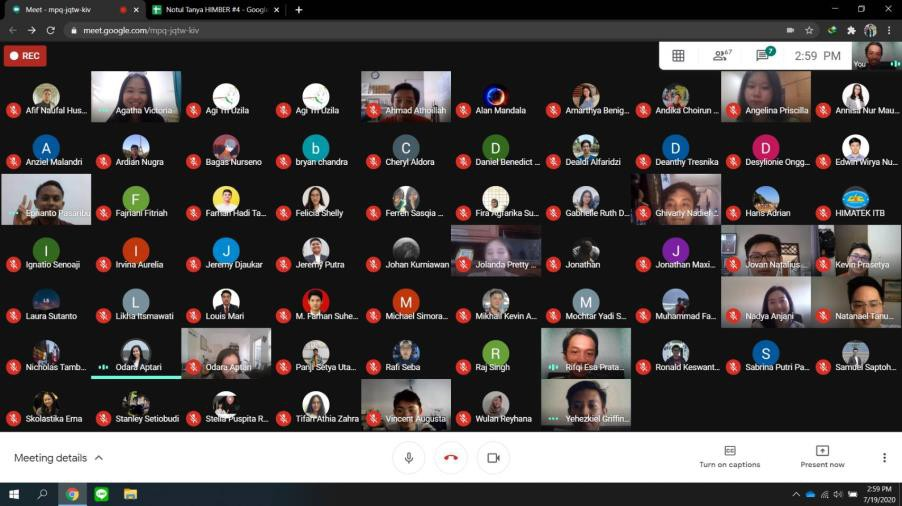 Meet - mpq-jqtw-kiv
Notul Tanya HIMBER #4 - Google
meet.google.com/mpq-jqtw-kiv
REC
67
7
2:59 PM
You
Afif Naufal Hus...
Agatha Victoria
Agi Tri Uzila
Agi Tri Uzila
Ahmad Athoillah
Alan Mandala
Amarthya Benig...
Andika Choirun ...
Angelina Priscilla
Annisa Nur Mau...
A
Anziel Malandri
Ardian Nugra
Bagas Nurseno
b
bryan chandra
C
Cheryl Aldora
D
Daniel Benedict ...
Dealdi Alfaridzi
D
Deanthy Tresnika
D
Desylionie Ongg...
Edwin Wirya Nu...
Ephanto Pasaribu
F
Fajriani Fitriah
Farhan Hadi Ta...
Felicia Shelly
Ferren Sasqia ...
Fira Agfarika Su...
Gabrielle Ruth D...
Ghivany Nadief ...
Hans Adrian
HIMATEK ITB
I
Ignatio Senoaji
I
Irvina Aurelia
J
Jeremy Djaukar
Jeremy Putra
Johan Kurniawan
Jolanda Pretty ...
Jonathan
J
Jonathan Maxi...
Jovan Natalius ...
Kevin Prasetya
LS
Laura Sutanto
L
Likha Itsmawati
Louis Mari
M. Farhan Suhe...
M
Michael Simora...
Mikhail Kevin A...
M
Mochtar Yadi S...
Muhammad Fa...
Nadya Anjani
Natanael Tanu...
Nicholas Tamb...
Odara Aptari
Odara Aptari
Panji Setya Uta...
Rafi Seba
R
Raj Singh
Rifqi Esa Prata...
Ronald Keswant...
S
Sabrina Putri Pa...
Samuel Saptoh...
Skolastika Erna
Stanley Setiobudi
Stella Puspita R...
Tifan Athia Zahra
Vincent Augusta
Wulan Reyhana
Yehezkiel Griffin...
Meeting details
Turn on captions
Present now
2:59 PM
7/19/2020